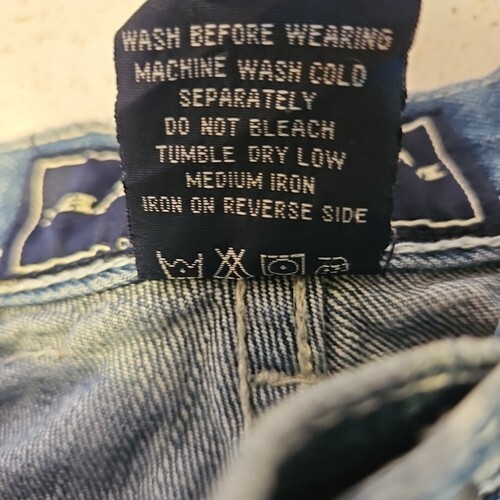 WASH BEFORE WEARING
MACHINE WASH COLD
SEPARATELY
DO NOT BLEACH
TUMBLE DRY LOW
MEDIUM IRON
IRON ON REVERSE SIDE